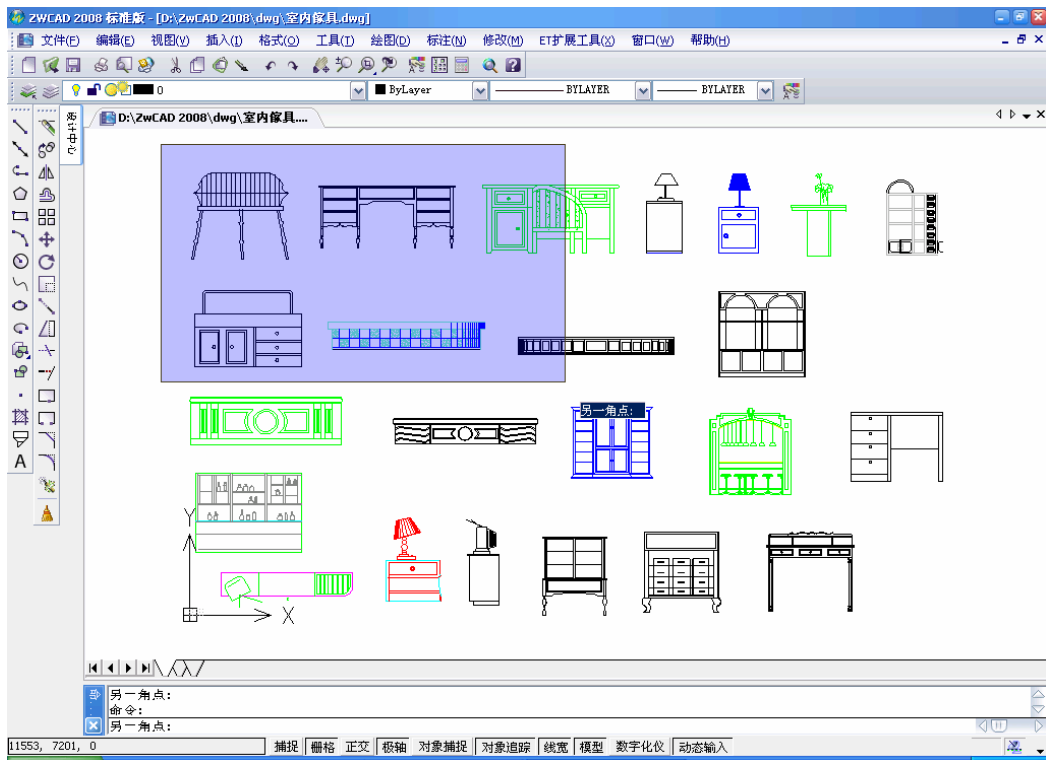 ZWCAD 2008 标准版 - [D:\ZwCAD 2008\dwg\室内傢具.dwg]
文件(F) 编辑(E) 视图(V) 插入(I) 格式(O) 工具(T) 绘图(D) 标注(N) 修改(M) ET扩展工具(X) 窗口(W) 帮助(H)
0 ByLayer BYLAYER BYLAYER
D:\ZwCAD 2008\dwg\室内傢具....
设计中心
A
另一角点:
Y
X
另一角点:
命令:
另一角点:
11553, 7201, 0 捕捉 栅格 正交 极轴 对象捕捉 对象追踪 线宽 模型 数字化仪 动态输入